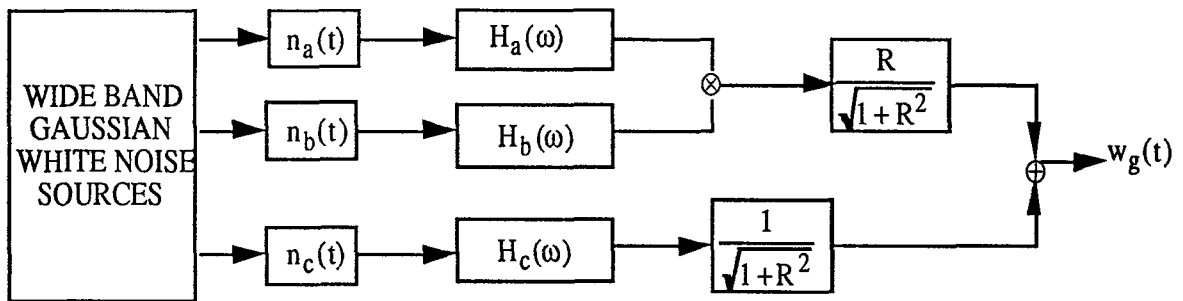 WIDE BAND
GAUSSIAN
WHITE NOISE
SOURCES
n_a(t)
H_a(ω)
n_b(t)
H_b(ω)
n_c(t)
H_c(ω)
⊗
R
√1+R²
1
√1+R²
⊕
w_g(t)